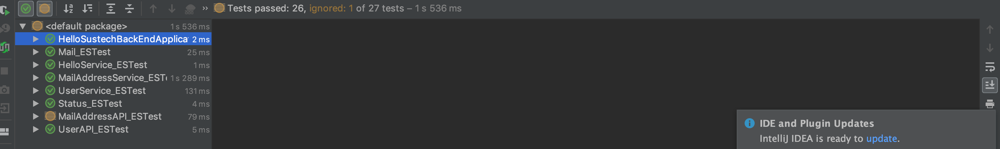 Tests passed: 26, ignored: 1 of 27 tests – 1 s 536 ms
<default package> 1 s 536 ms
HelloSustechBackEndApplica 2 ms
Mail_ESTest 25 ms
HelloService_ESTest 1 ms
MailAddressService_EST 1 s 289 ms
UserService_ESTest 131 ms
Status_ESTest 4 ms
MailAddressAPI_ESTest 79 ms
UserAPI_ESTest 5 ms
IDE and Plugin Updates
IntelliJ IDEA is ready to update.